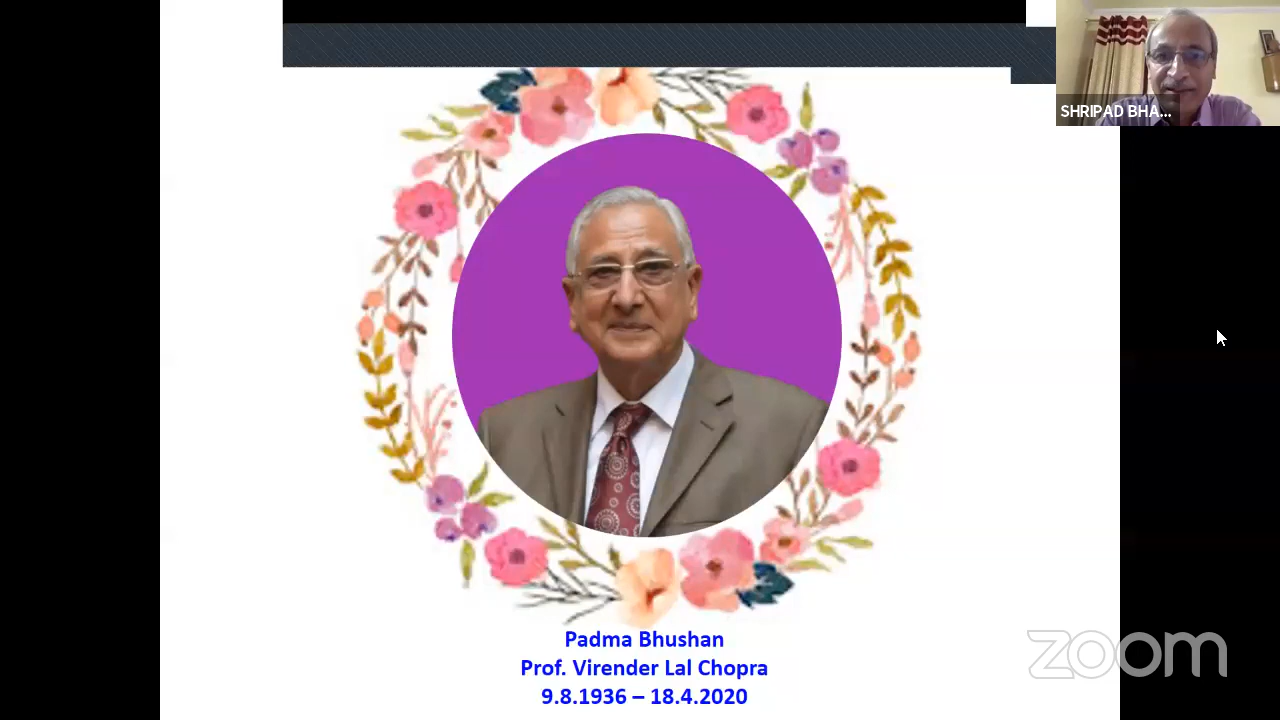 SHRIPAD BHA...
Padma Bhushan
Prof. Virender Lal Chopra
9.8.1936 – 18.4.2020
zoom